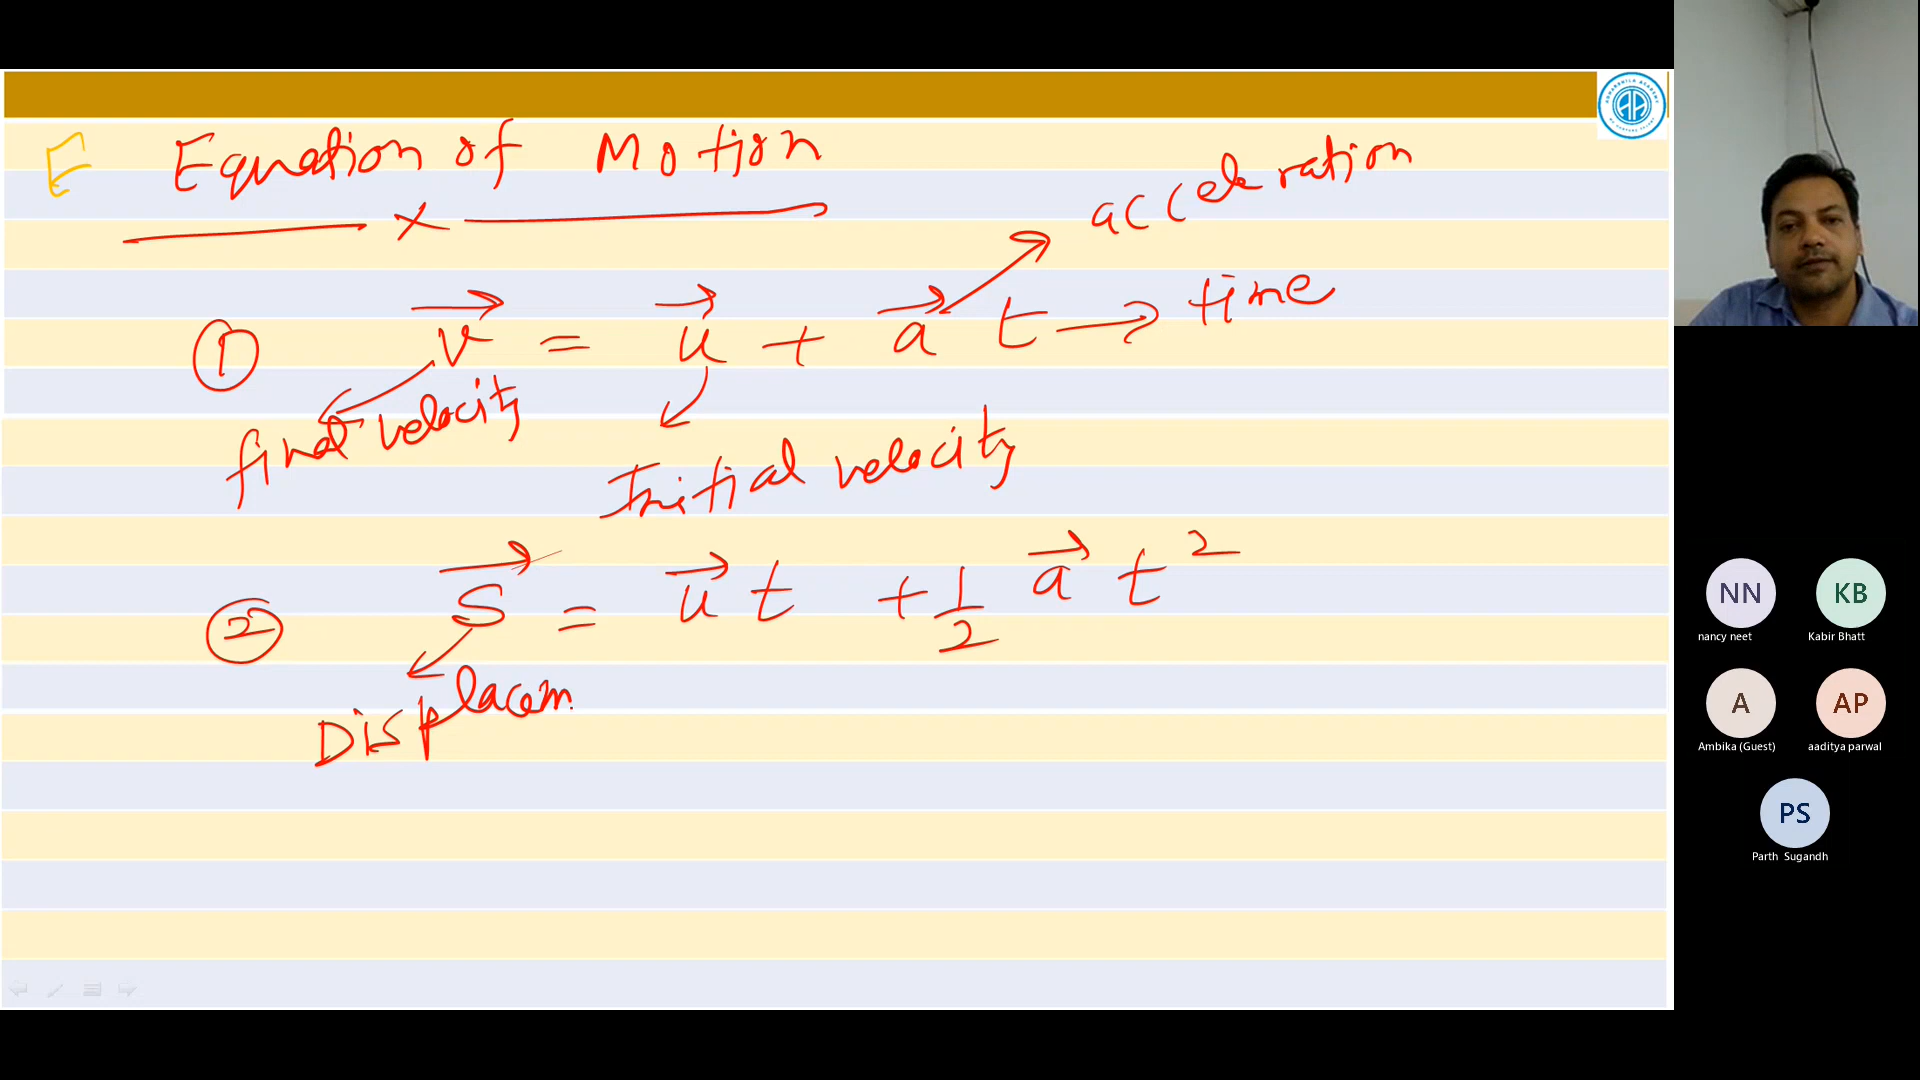 E Equation of Motion
acceleration
① v⃗ = u⃗ + a⃗ t → time
final velocity
Initial velocity
② s⃗ = u⃗ t + 1/2 a⃗ t²
Displacem
NN KB
nancy neet Kabir Bhatt
A AP
Ambika (Guest) aaditya parwal
PS
Parth Sugandh